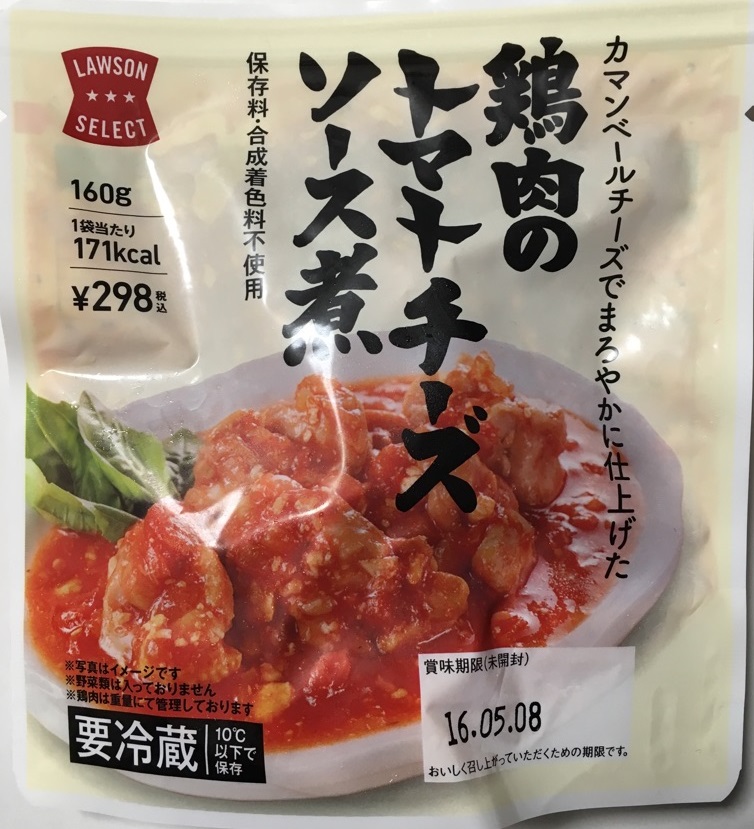 カマンベールチーズでまろやかに仕上げた
鶏肉の
トマトチーズ
ソース煮
保存料・合成着色料不使用
LAWSON
★★★
SELECT
160g
1袋当たり
171kcal
¥298税込
※写真はイメージです
※野菜類は入っておりません
※鶏肉は重量にて管理しております
要冷蔵
10℃
以下で
保存
賞味期限(未開封)
16.05.08
おいしく召し上がっていただくための期限です。